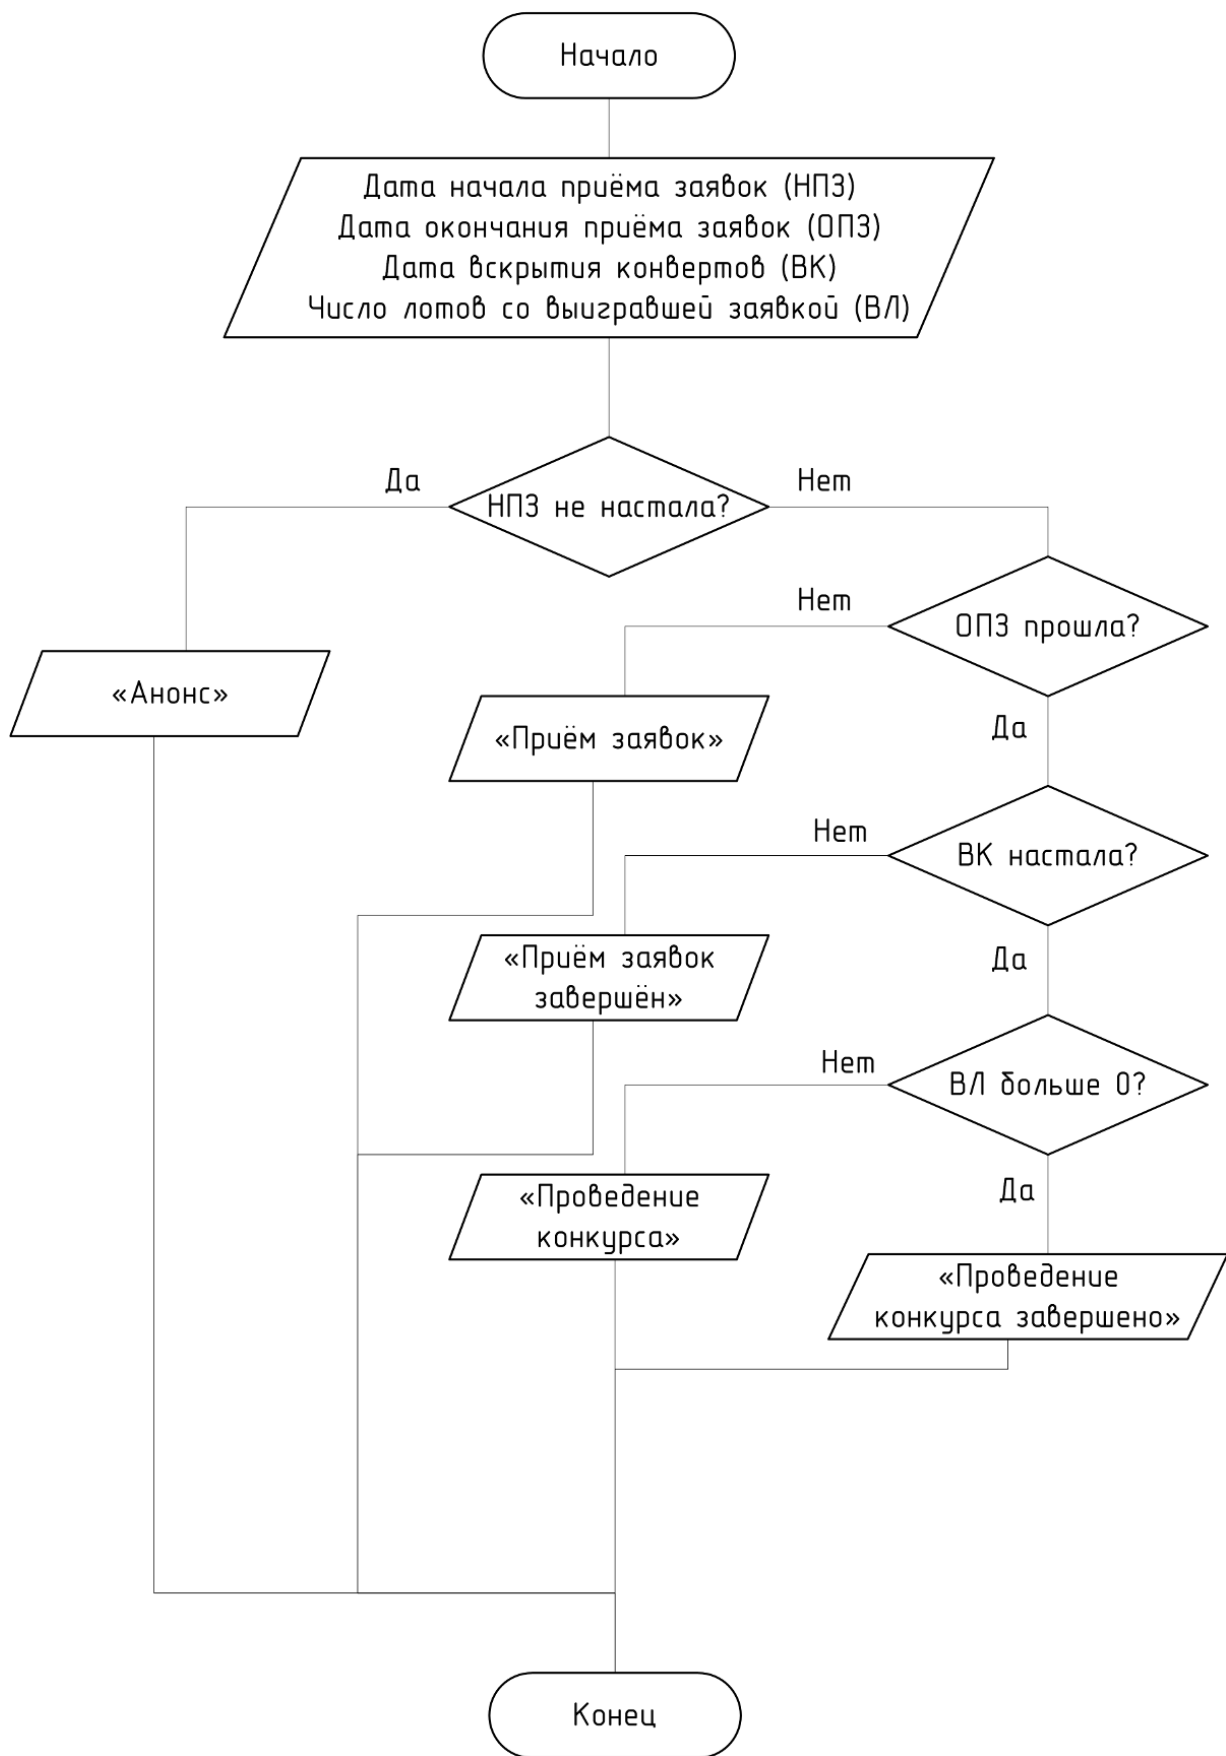 Начало
Дата начала приёма заявок (НПЗ)
Дата окончания приёма заявок (ОПЗ)
Дата вскрытия конвертов (ВК)
Число лотов со выигравшей заявкой (ВЛ)
Да
НПЗ не настала?
Нет
Нет
ОПЗ прошла?
«Анонс»
«Приём заявок»
Да
Нет
ВК настала?
«Приём заявок
завершён»
Да
Нет
ВЛ больше 0?
«Проведение
конкурса»
Да
«Проведение
конкурса завершено»
Конец